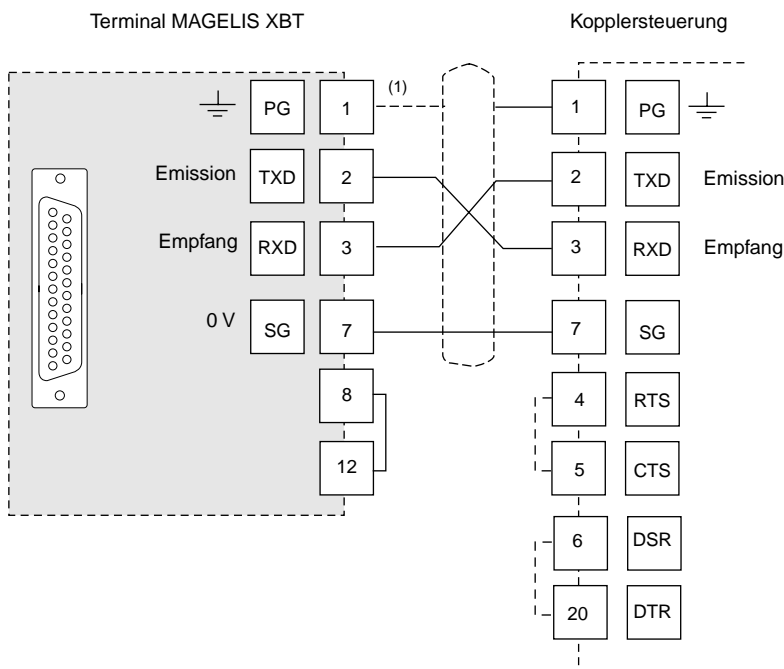 Terminal MAGELIS XBT Kopplersteuerung
PG 1 (1) 1 PG
Emission TXD 2 2 TXD Emission
Empfang RXD 3 3 RXD Empfang
0 V SG 7 7 SG
8 4 RTS
12 5 CTS
6 DSR
20 DTR